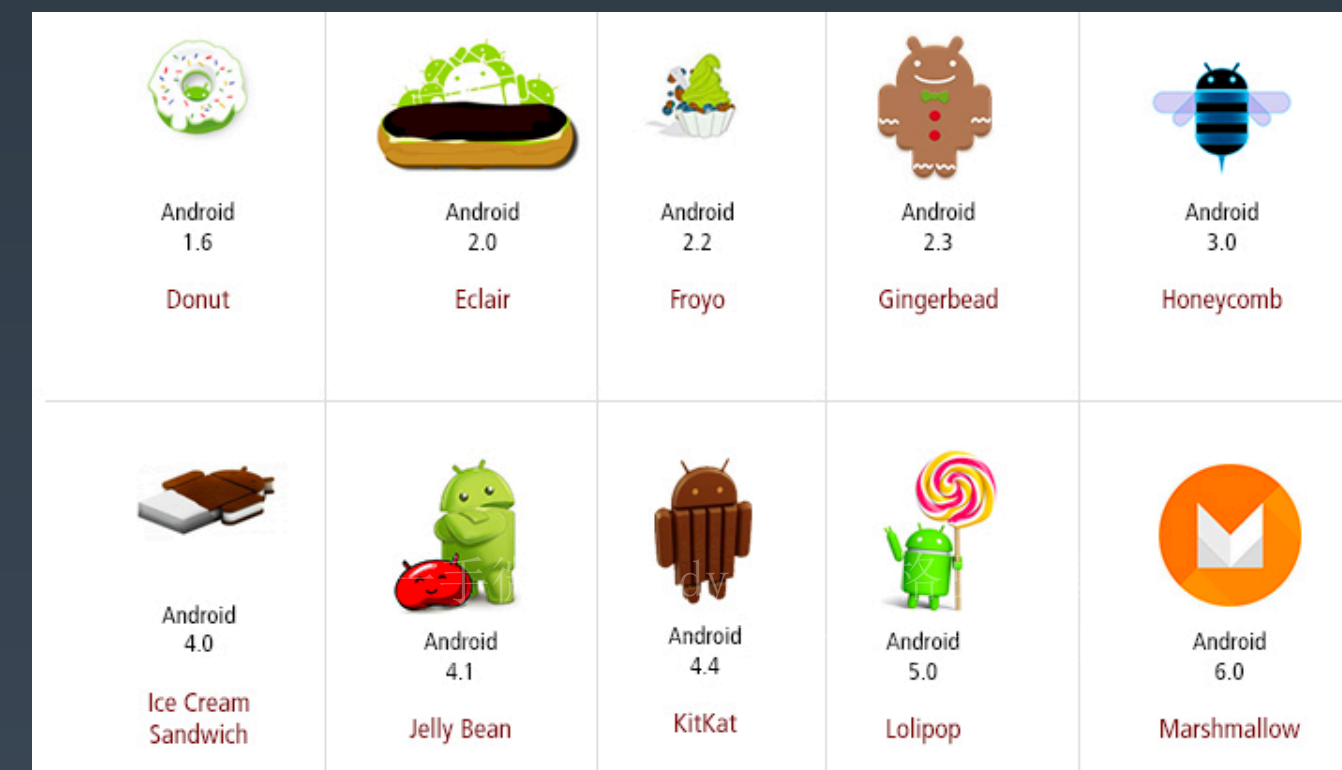 Android
1.6
Donut
Android
2.0
Eclair
Android
2.2
Froyo
Android
2.3
Gingerbead
Android
3.0
Honeycomb
Android
4.0
Ice Cream
Sandwich
Android
4.1
Jelly Bean
Android
4.4
KitKat
Android
5.0
Lolipop
Android
6.0
Marshmallow